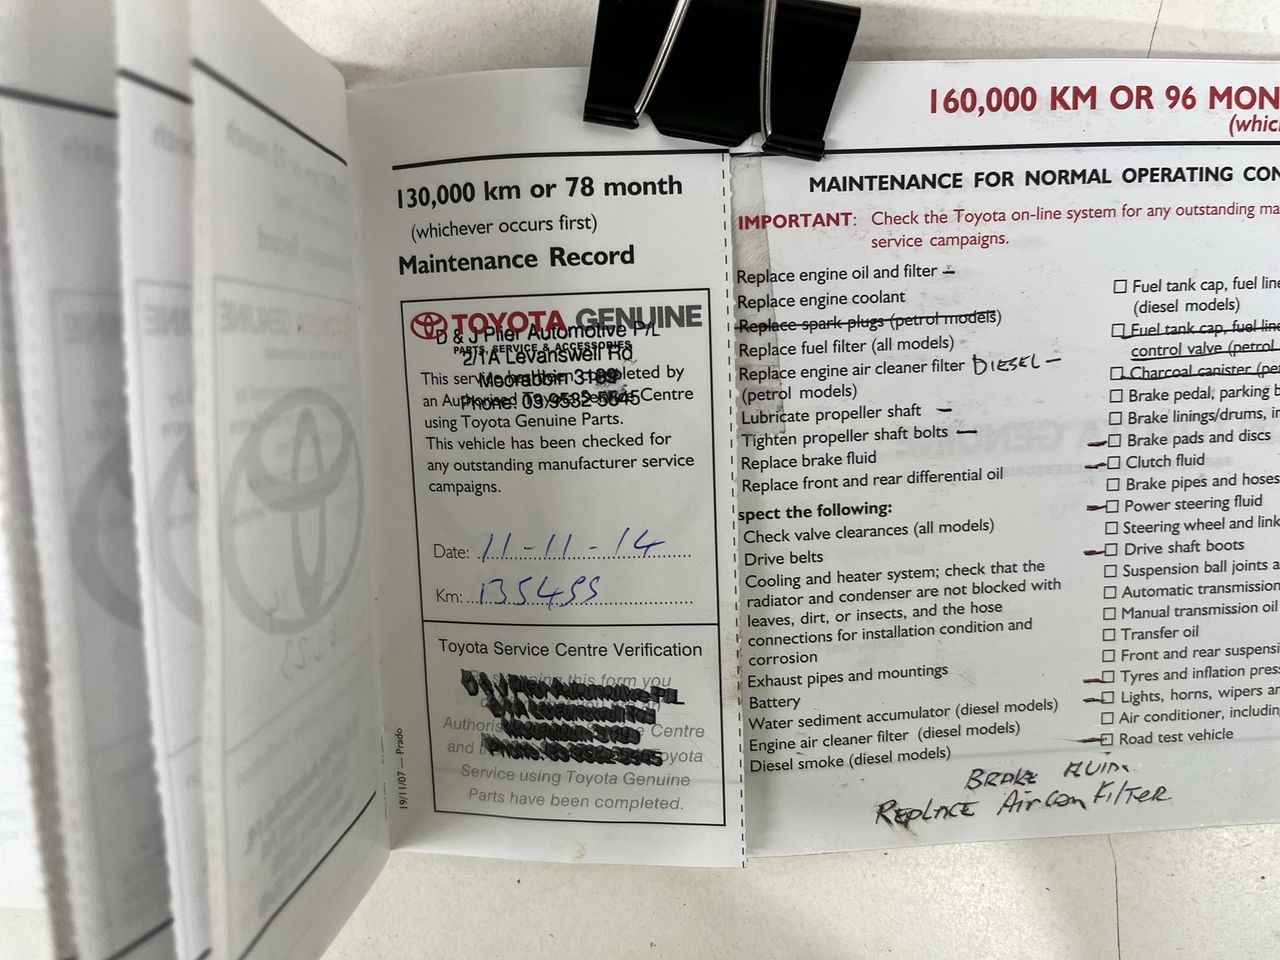 130,000 km or 78 month
(whichever occurs first)
Maintenance Record
TOYOTA GENUINE
PARTS, SERVICE & ACCESSORIES
D & J Plier Automotive P/L
2/1A Levanswell Rd
Moorabbin 3189
Phone: 03 9532 5645
This service has been completed by
an Authorised Toyota Service Centre
using Toyota Genuine Parts.
This vehicle has been checked for
any outstanding manufacturer service
campaigns.
Date: 11-11-14
Km: 135455
Toyota Service Centre Verification
this form you
Centre
and
Toyota
Service using Toyota Genuine
Parts have been completed.
19/11/07 — Prado
160,000 KM OR 96 MON
(whic
MAINTENANCE FOR NORMAL OPERATING CON
IMPORTANT: Check the Toyota on-line system for any outstanding ma
service campaigns.
Replace engine oil and filter –
Replace engine coolant
Replace spark plugs (petrol models)
Replace fuel filter (all models)
Replace engine air cleaner filter DIESEL –
(petrol models)
Lubricate propeller shaft –
Tighten propeller shaft bolts –
Replace brake fluid
Replace front and rear differential oil
spect the following:
Check valve clearances (all models)
Drive belts
Cooling and heater system; check that the
radiator and condenser are not blocked with
leaves, dirt, or insects, and the hose
connections for installation condition and
corrosion
Exhaust pipes and mountings
Battery
Water sediment accumulator (diesel models)
Engine air cleaner filter (diesel models)
Diesel smoke (diesel models)
Fuel tank cap, fuel line
(diesel models)
Fuel tank cap, fuel line
control valve (petrol
Charcoal canister (pe
Brake pedal, parking b
Brake linings/drums, in
Brake pads and discs
Clutch fluid
Brake pipes and hoses
Power steering fluid
Steering wheel and link
Drive shaft boots
Suspension ball joints a
Automatic transmission
Manual transmission oil
Transfer oil
Front and rear suspensi
Tyres and inflation press
Lights, horns, wipers an
Air conditioner, includin
Road test vehicle
BRAKE FLUID.
REPLACE AirCon FILTER